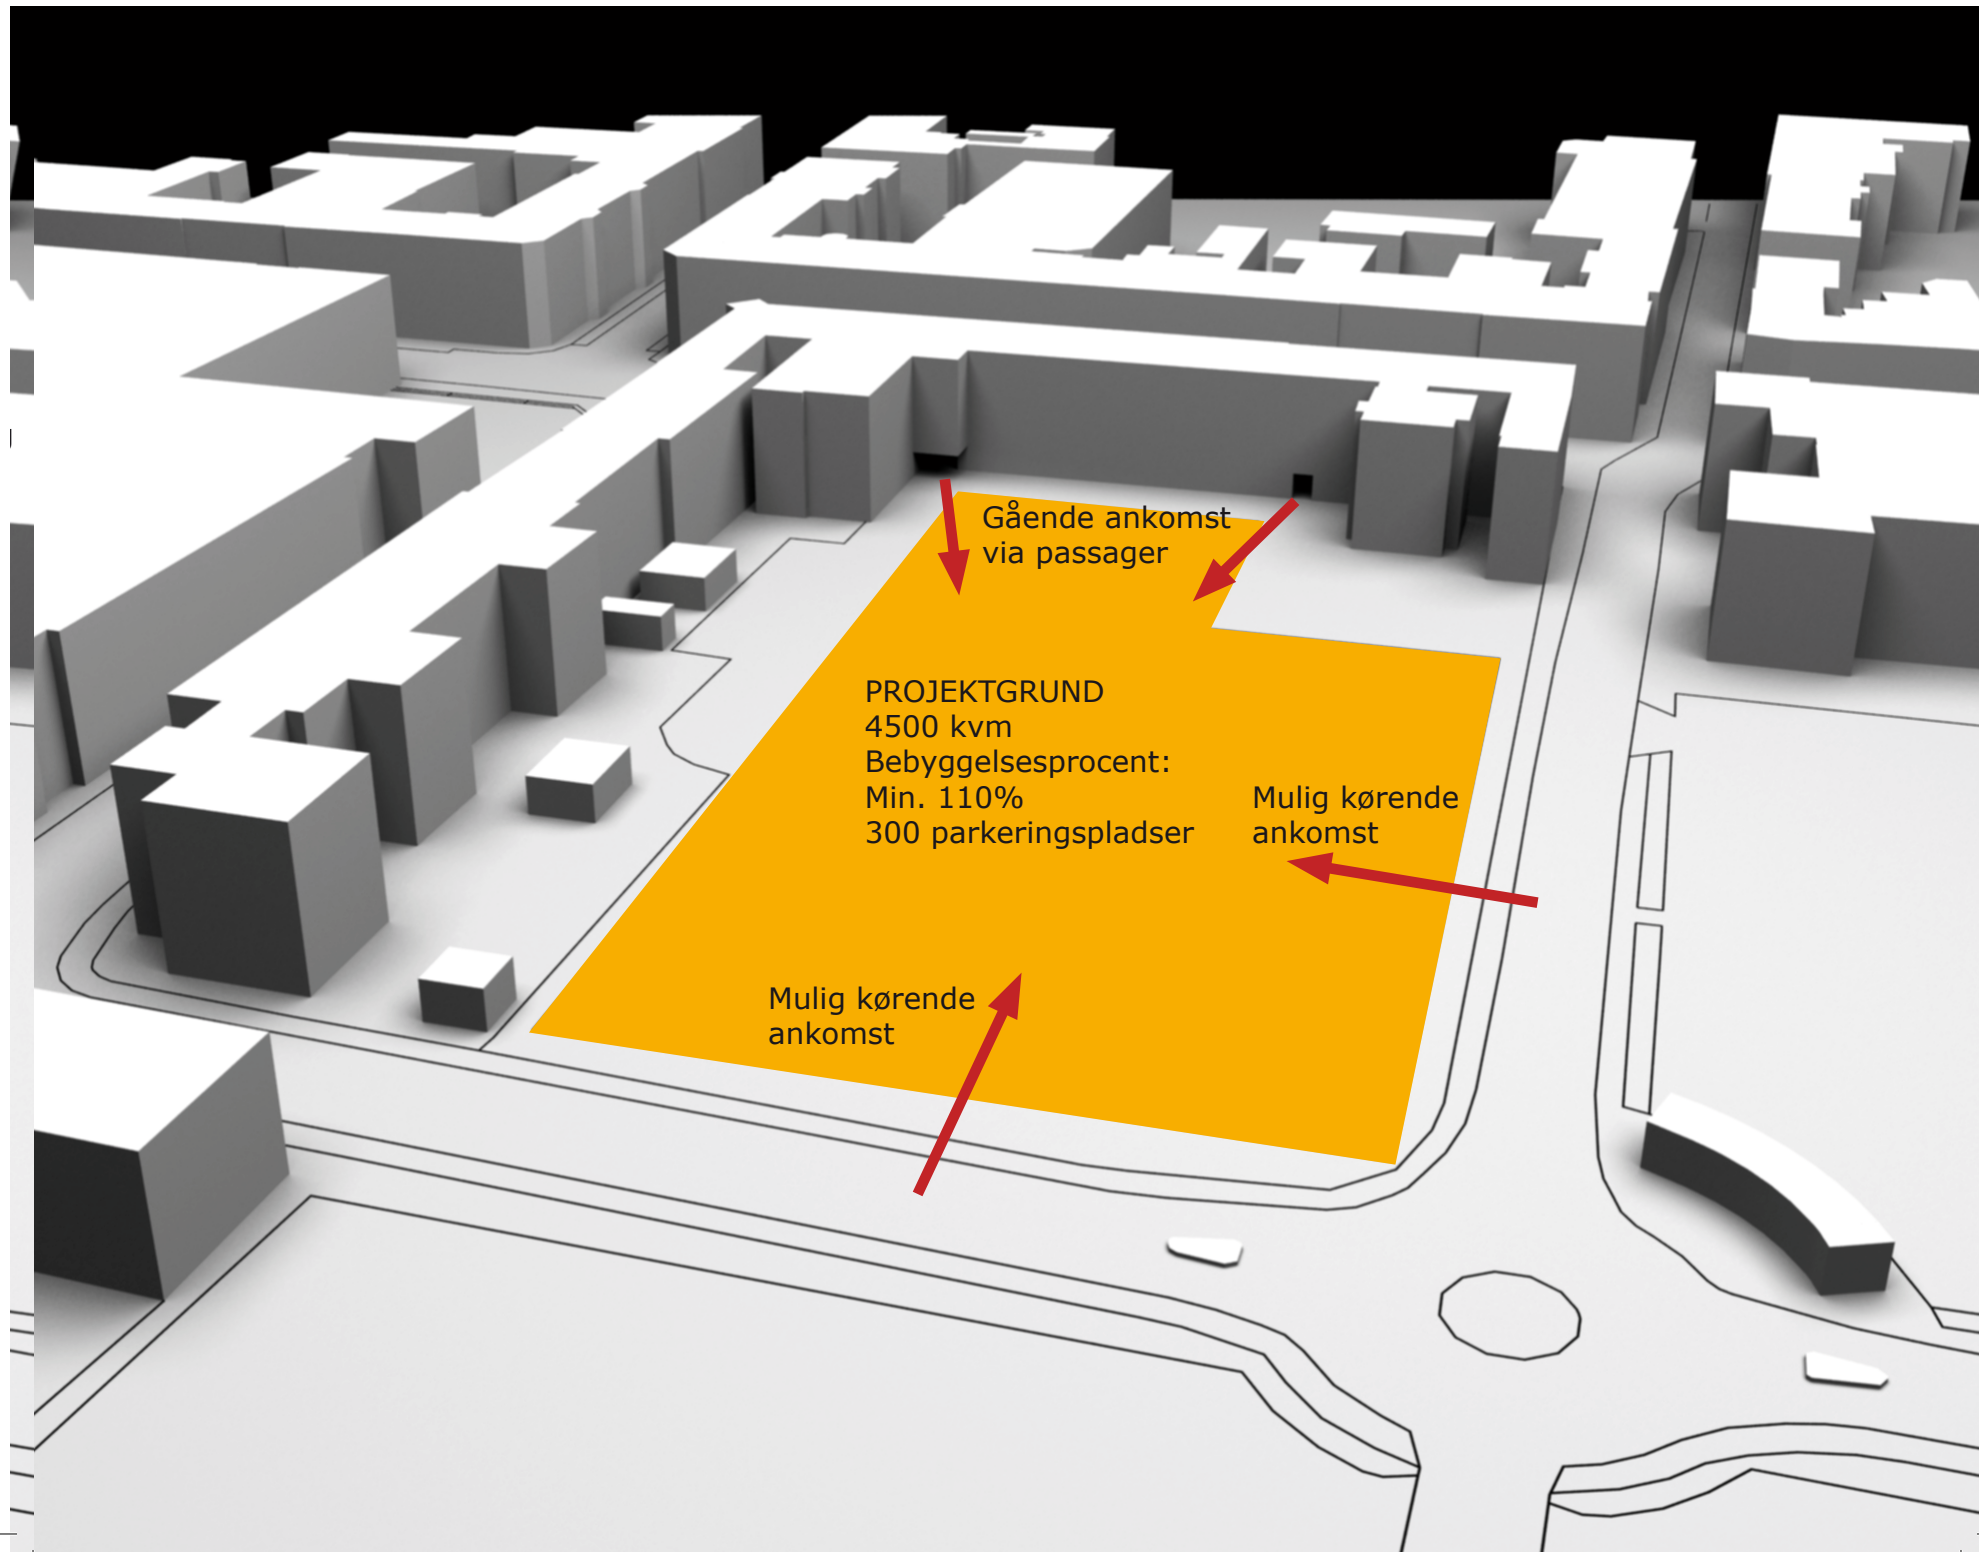 Gående ankomst
via passager
PROJEKTGRUND
4500 kvm
Bebyggelsesprocent:
Min. 110%
300 parkeringspladser
Mulig kørende
ankomst
Mulig kørende
ankomst